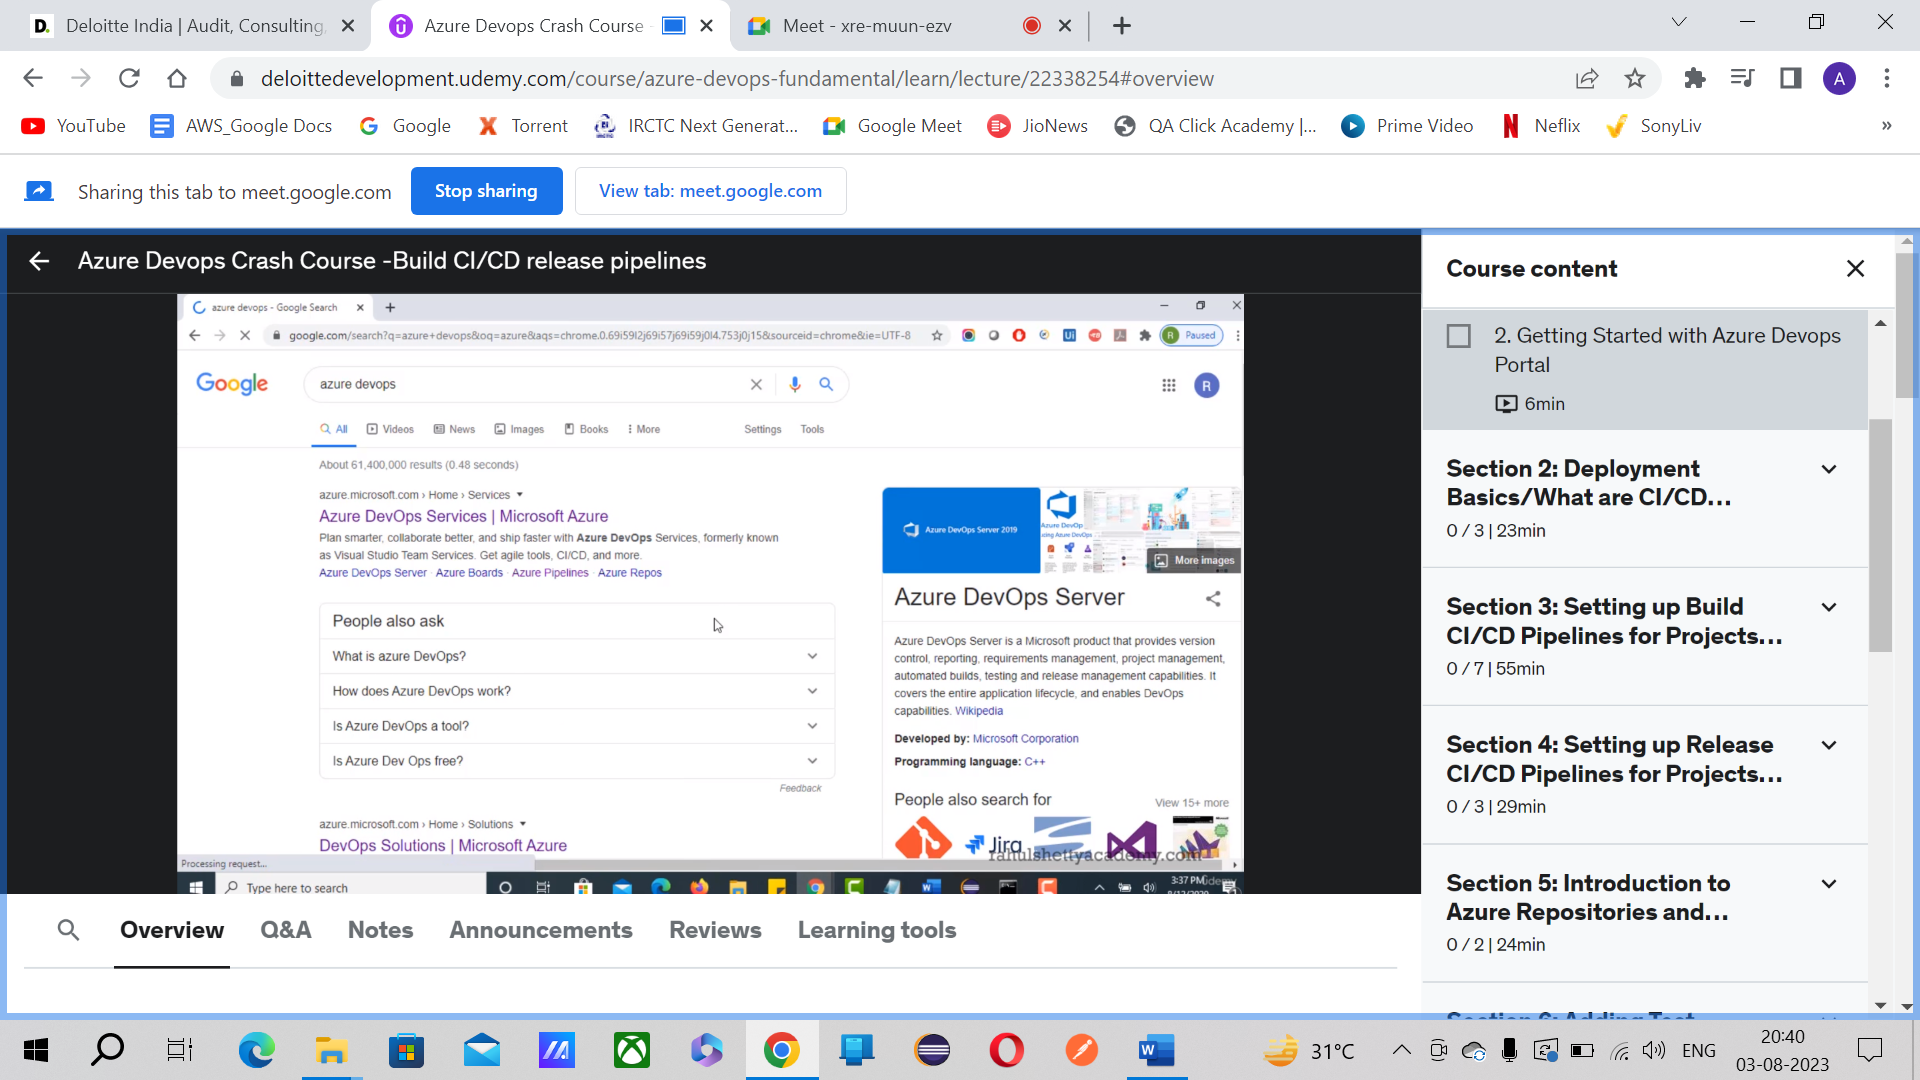 Deloitte India | Audit, Consulting,
Azure Devops Crash Course -
Meet - xre-muun-ezv
deloittedevelopment.udemy.com/course/azure-devops-fundamental/learn/lecture/22338254#overview
A
YouTube
AWS_Google Docs
Google
Torrent
IRCTC Next Generat...
Google Meet
JioNews
QA Click Academy |...
Prime Video
Neflix
SonyLiv
»
Sharing this tab to meet.google.com
Stop sharing
View tab: meet.google.com
Azure Devops Crash Course -Build CI/CD release pipelines
azure devops - Google Search
google.com/search?q=azure+devops&oq=azure&aqs=chrome.0.69i59l2j69i57j69i59j0l4.753j0j15&sourceid=chrome&ie=UTF-8
R Paused
Google
azure devops
R
All
Videos
News
Images
Books
More
Settings
Tools
About 61,400,000 results (0.48 seconds)
azure.microsoft.com › Home › Services
Azure DevOps Services | Microsoft Azure
Plan smarter, collaborate better, and ship faster with Azure DevOps Services, formerly known
as Visual Studio Team Services. Get agile tools, CI/CD, and more.
Azure DevOps Server · Azure Boards · Azure Pipelines · Azure Repos
People also ask
What is azure DevOps?
How does Azure DevOps work?
Is Azure DevOps a tool?
Is Azure Dev Ops free?
Feedback
azure.microsoft.com › Home › Solutions
DevOps Solutions | Microsoft Azure
Processing request...
Azure DevOps Server 2019
More images
Azure DevOps Server
Azure DevOps Server is a Microsoft product that provides version
control, reporting, requirements management, project management,
automated builds, testing and release management capabilities. It
covers the entire application lifecycle, and enables DevOps
capabilities. Wikipedia
Developed by: Microsoft Corporation
Programming language: C++
People also search for
View 15+ more
Jira
rahulshettyacademy.com
Type here to search
3:37 PM
Udemy
Overview
Q&A
Notes
Announcements
Reviews
Learning tools
Course content
2. Getting Started with Azure Devops
Portal
6min
Section 2: Deployment
Basics/What are CI/CD...
0 / 3 | 23min
Section 3: Setting up Build
CI/CD Pipelines for Projects...
0 / 7 | 55min
Section 4: Setting up Release
CI/CD Pipelines for Projects...
0 / 3 | 29min
Section 5: Introduction to
Azure Repositories and...
0 / 2 | 24min
Section 6: Adding Test
31°C
ENG
20:40
03-08-2023